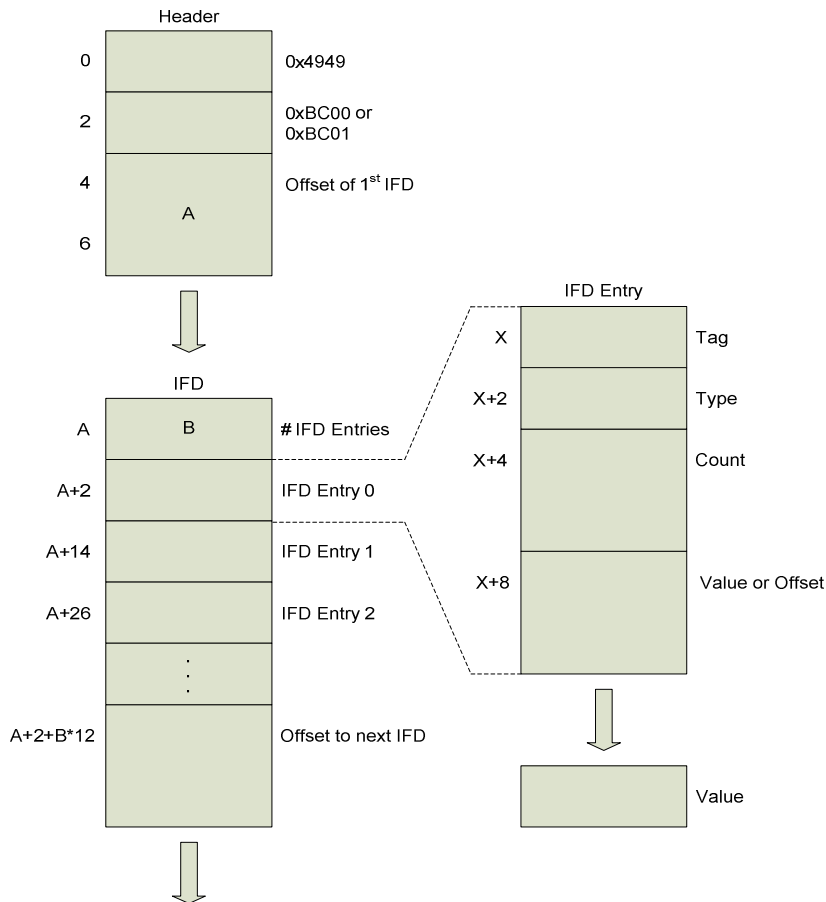 Header
0 0x4949
2 0xBC00 or
0xBC01
4 Offset of 1st IFD
A
6
IFD
A B # IFD Entries
A+2 IFD Entry 0
A+14 IFD Entry 1
A+26 IFD Entry 2
.
.
.
A+2+B*12 Offset to next IFD
IFD Entry
X Tag
X+2 Type
X+4 Count
X+8 Value or Offset
Value